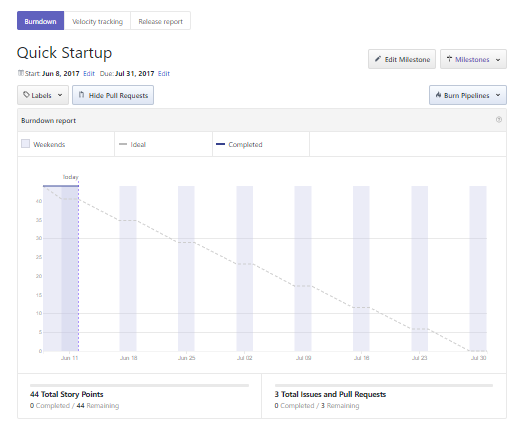 Burndown Velocity tracking Release report
Quick Startup
Edit Milestone Milestones
Start: Jun 8, 2017 Edit Due: Jul 31, 2017 Edit
Labels Hide Pull Requests Burn Pipelines
Burndown report
Weekends Ideal Completed
Today
40
35
30
25
20
15
10
5
0
Jun 11 Jun 18 Jun 25 Jul 02 Jul 09 Jul 16 Jul 23 Jul 30
44 Total Story Points 3 Total Issues and Pull Requests
0 Completed / 44 Remaining 0 Completed / 3 Remaining